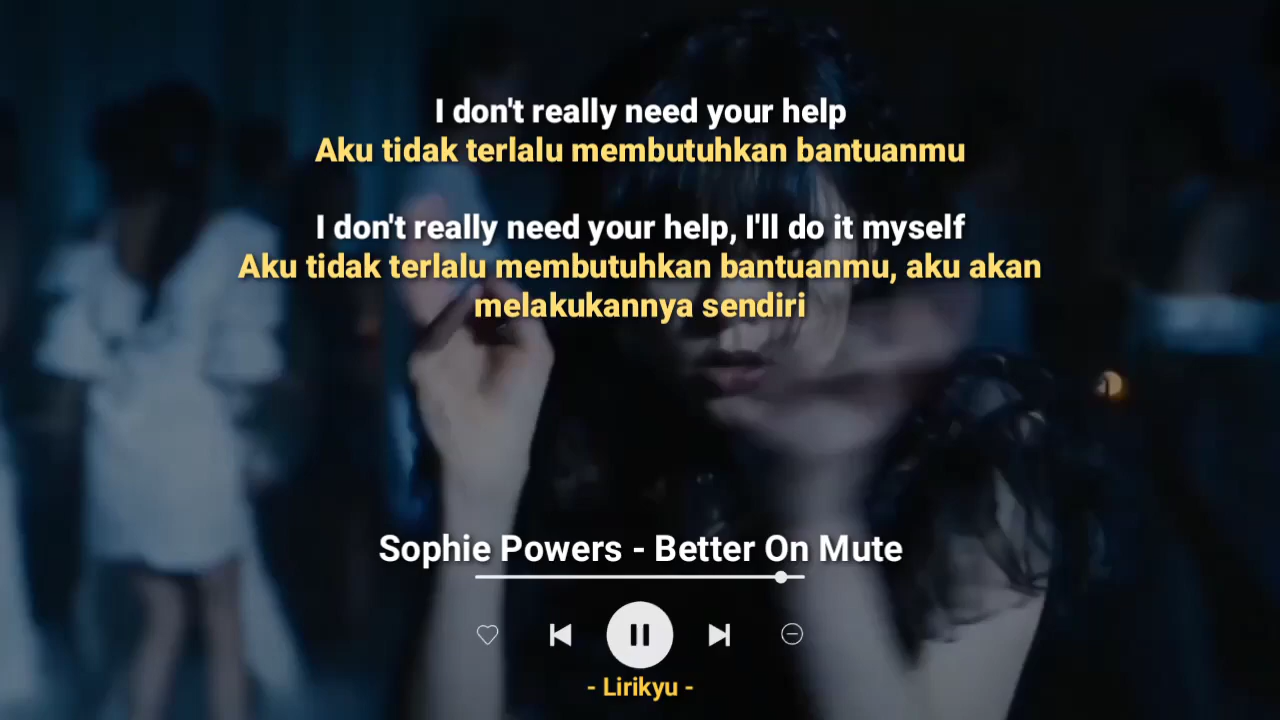 I don't really need your help
Aku tidak terlalu membutuhkan bantuanmu
I don't really need your help, I'll do it myself
Aku tidak terlalu membutuhkan bantuanmu, aku akan
melakukannya sendiri
Sophie Powers - Better On Mute
- Lirikyu -